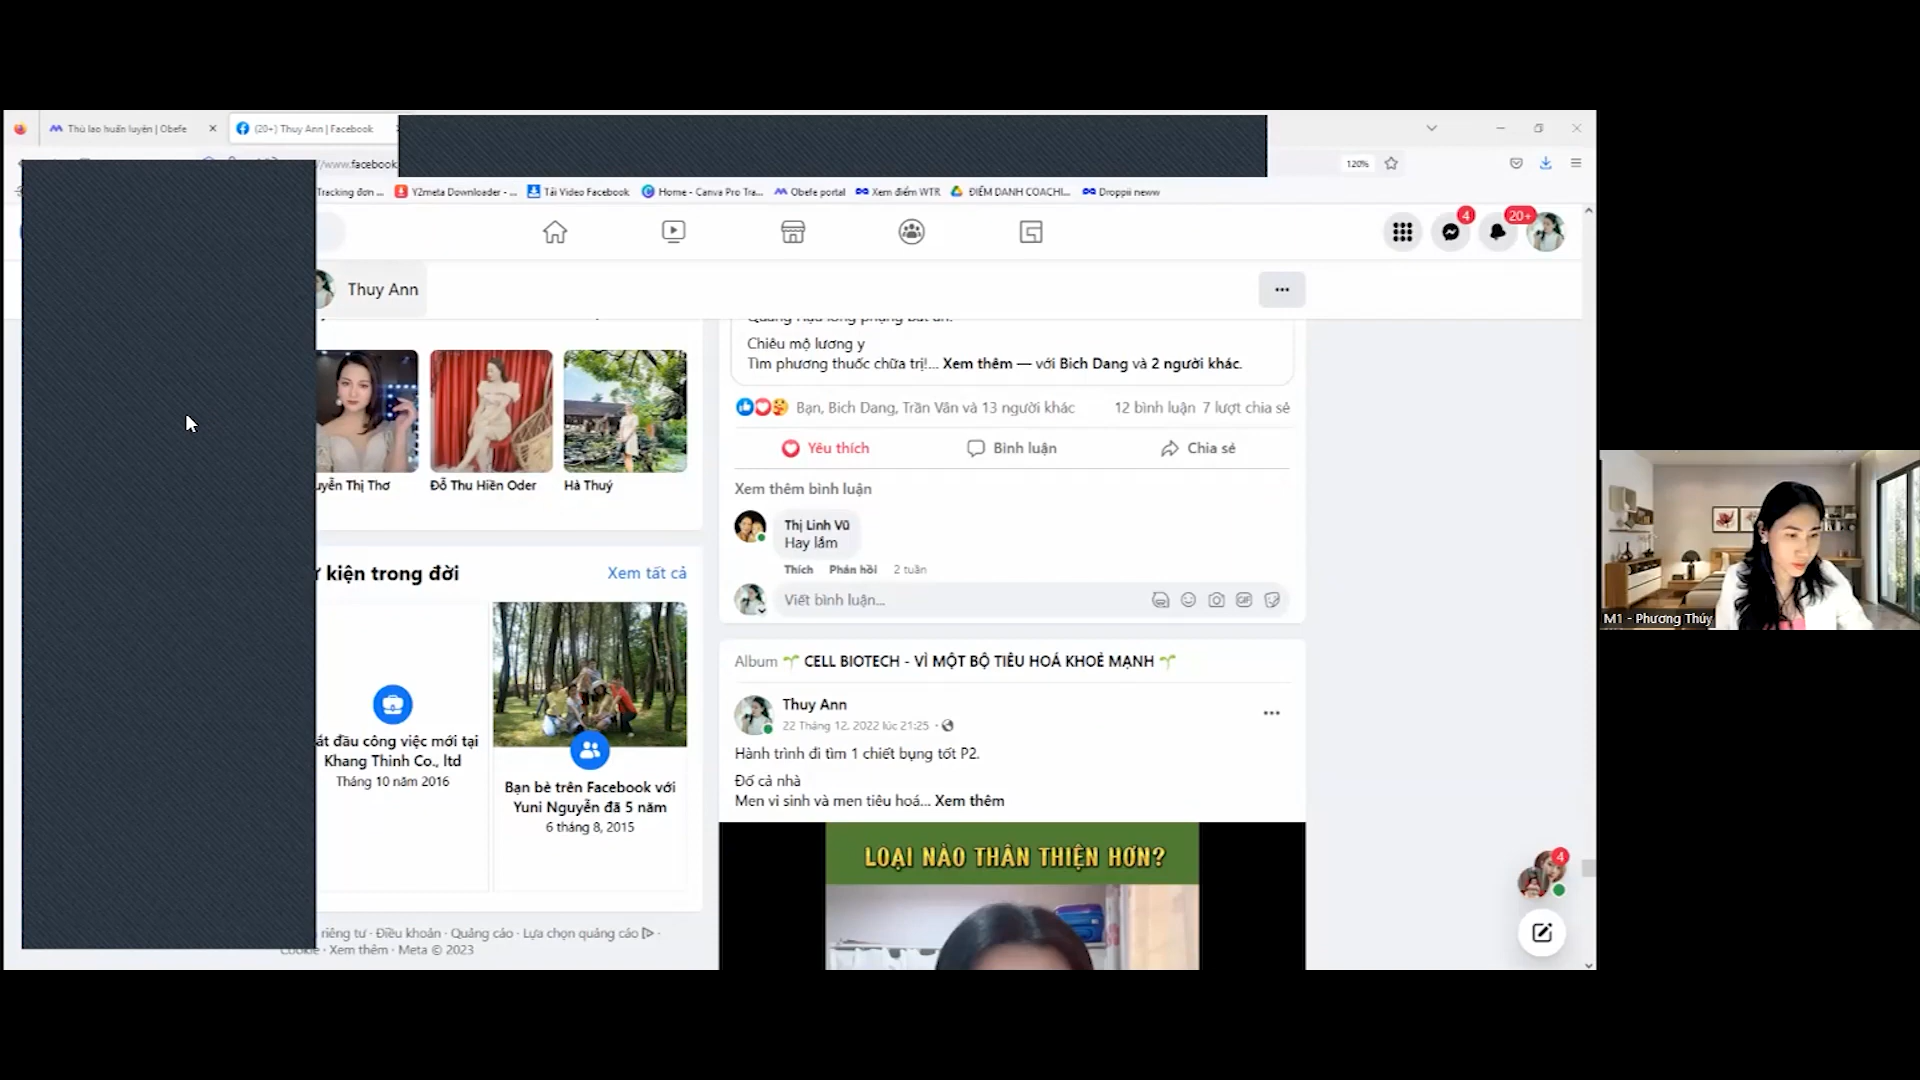 Thù lao huấn luyện | Obefe
(20+) Thuy Ann | Facebook
/www.facebook
120%
Tracking đơn ...
Y2meta Downloader - ...
Tải Video Facebook
Home - Canva Pro Tra...
Obefe portal
Xem điểm WTR
ĐIỂM DANH COACHI...
Droppii neww
4
20+
Thuy Ann
Chiêu mộ lương y
Tìm phương thuốc chữa trị!... Xem thêm — với Bich Dang và 2 người khác.
Bạn, Bich Dang, Trần Vân và 13 người khác
12 bình luận 7 lượt chia sẻ
Yêu thích
Bình luận
Chia sẻ
Xem thêm bình luận
Thị Linh Vũ
Hay lắm
Thích Phản hồi 2 tuần
Viết bình luận...
GIF
Album CELL BIOTECH - VÌ MỘT BỘ TIÊU HOÁ KHOẺ MẠNH
Thuy Ann
22 Tháng 12, 2022 lúc 21:25
Hành trình đi tìm 1 chiết bụng tốt P2.
Đố cả nhà
Men vi sinh và men tiêu hoá... Xem thêm
LOẠI NÀO THÂN THIỆN HƠN?
uyễn Thị Thơ
Đỗ Thu Hiền Oder
Hà Thuý
kiện trong đời
Xem tất cả
ắt đầu công việc mới tại
Khang Thinh Co., ltd
Tháng 10 năm 2016
Bạn bè trên Facebook với
Yuni Nguyễn đã 5 năm
6 tháng 8, 2015
riêng tư · Điều khoản · Quảng cáo · Lựa chọn quảng cáo ·
Cookie · Xem thêm · Meta © 2023
4
M1 - Phương Thúy